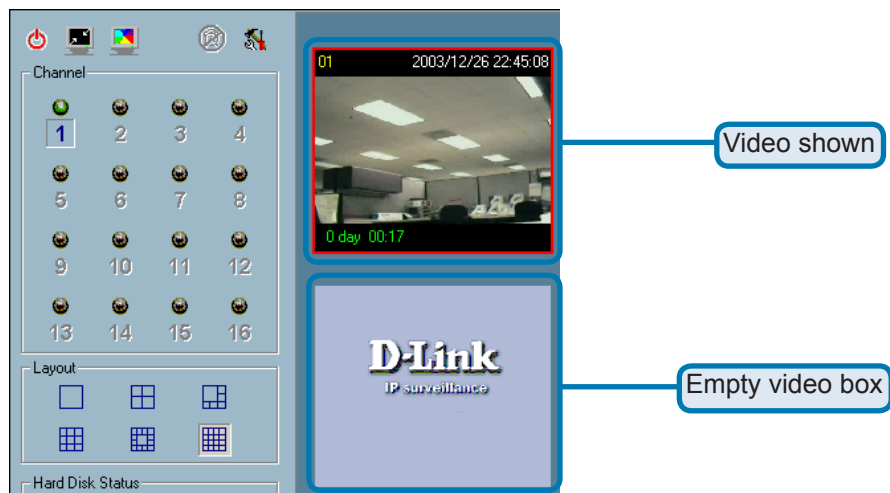 Channel
1 2 3 4
5 6 7 8
9 10 11 12
13 14 15 16
Layout
Hard Disk Status
01 2003/12/26 22:45:08
0 day 00:17
Video shown
D-Link
IP surveillance
Empty video box